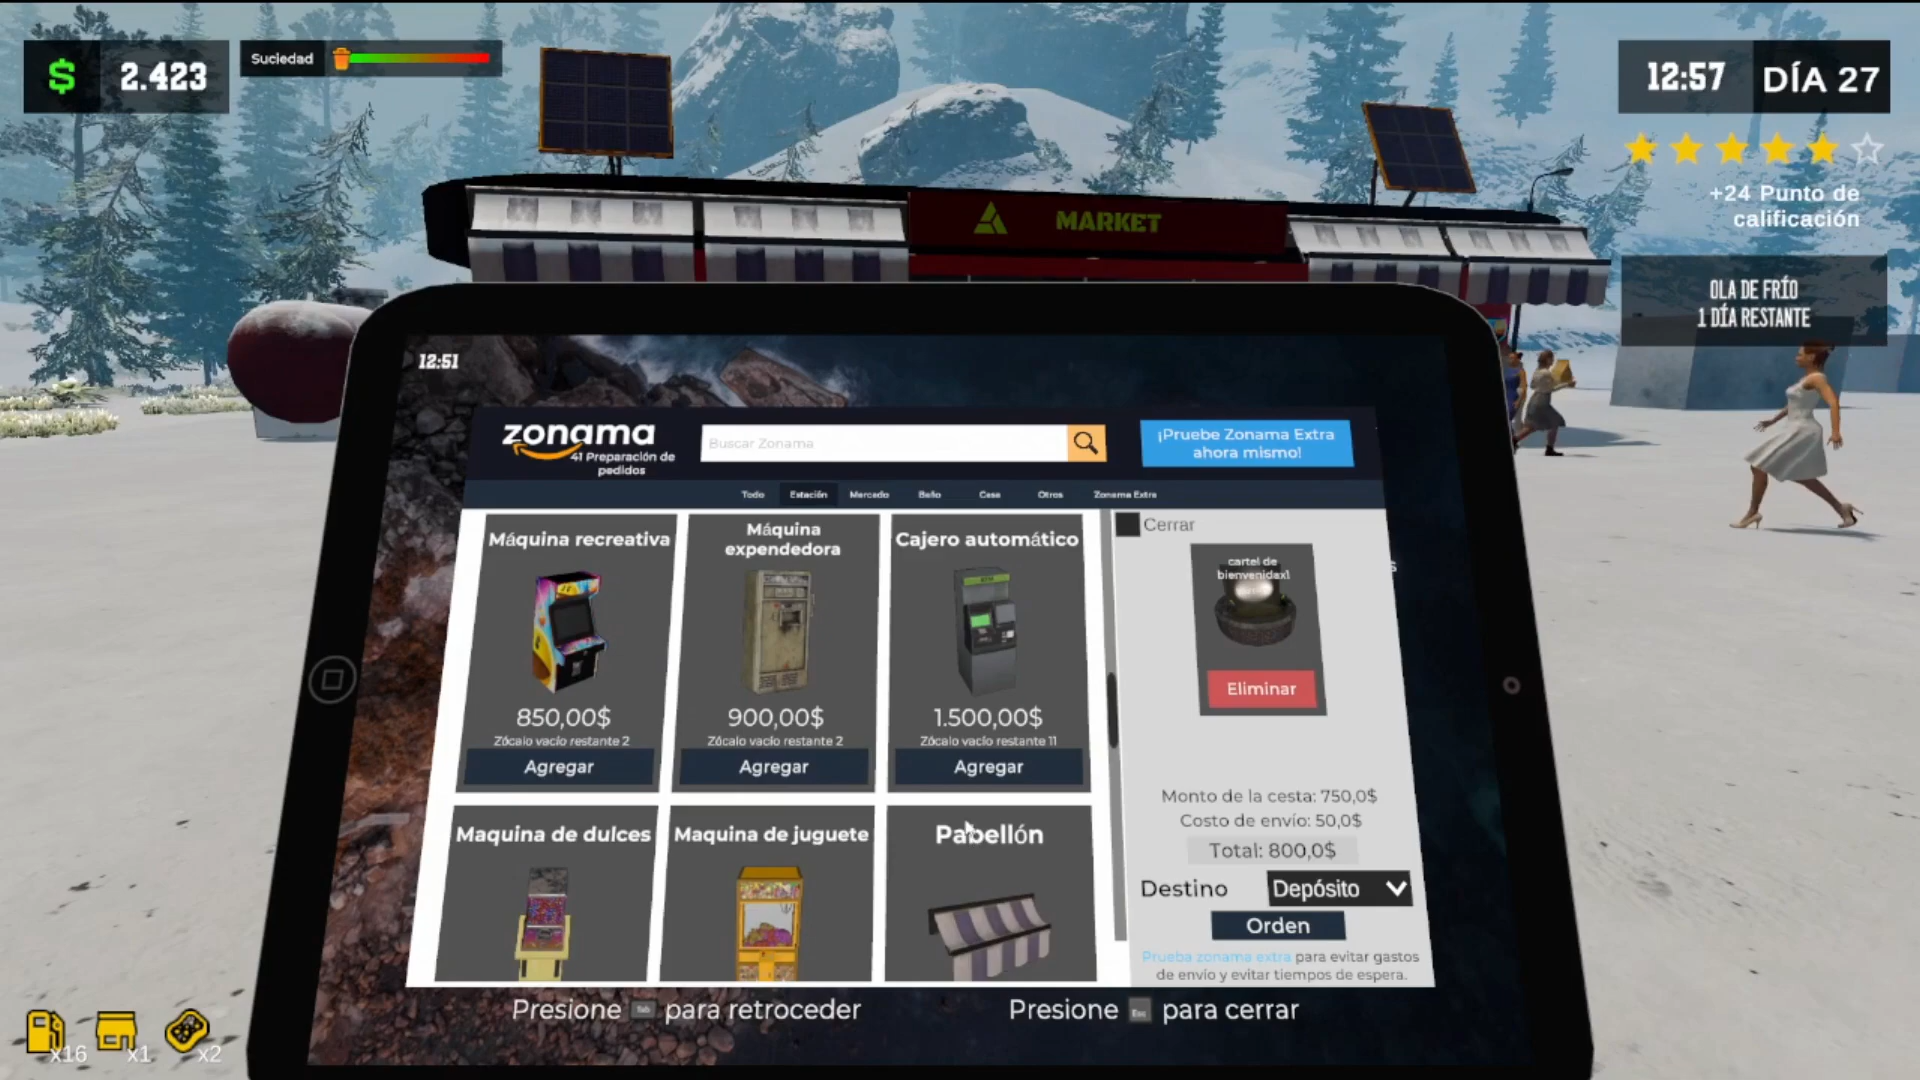 $ 2.423
Suciedad
12:57 DÍA 27
+24 Punto de
calificación
OLA DE FRÍO
1 DÍA RESTANTE
MARKET
12:51
zonama
41 Preparación de
pedidos
Buscar Zonama
¡Pruebe Zonama Extra
ahora mismo!
Todo Estación Mercado Baño Casa Otros Zonama Extra
Máquina recreativa
850,00$
Zócalo vacío restante 2
Agregar
Máquina
expendedora
900,00$
Zócalo vacío restante 2
Agregar
Cajero automático
1.500,00$
Zócalo vacío restante 11
Agregar
Maquina de dulces
Maquina de juguete
Pabellón
Cerrar
cartel de
bienvenidax1
Eliminar
Monto de la cesta: 750,0$
Costo de envío: 50,0$
Total: 800,0$
Destino Depósito
Orden
Prueba zonama extra para evitar gastos
de envío y evitar tiempos de espera.
Presione Tab para retroceder
Presione Esc para cerrar
x16 x1 x2